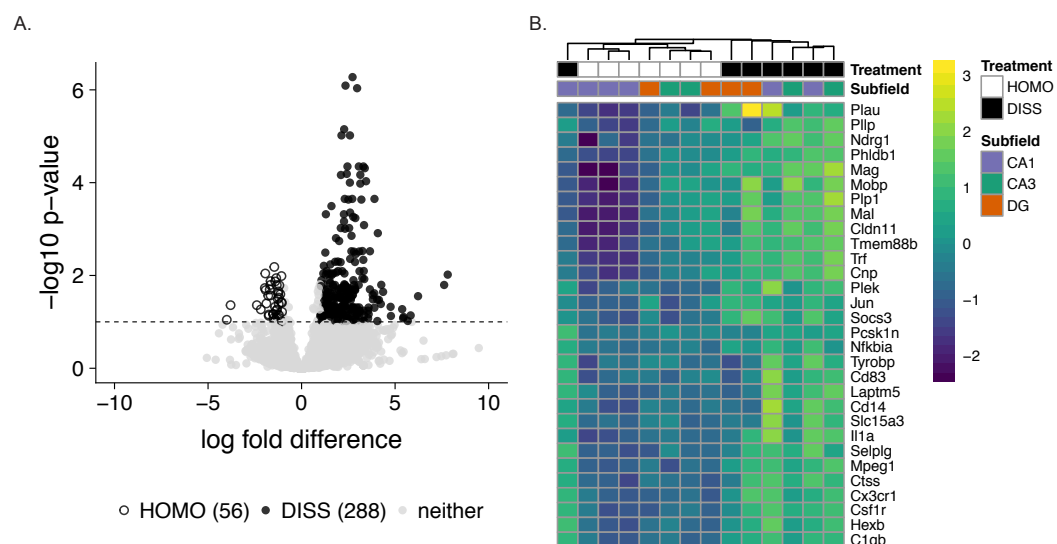 A.
−log10 p-value
6
4
2
0
−10 −5 0 5 10
log fold difference
HOMO (56) DISS (288) neither
B.
Treatment
Subfield
Plau
Pllp
Ndrg1
Phldb1
Mag
Mobp
Plp1
Mal
Cldn11
Tmem88b
Trf
Cnp
Plek
Jun
Socs3
Pcsk1n
Nfkbia
Tyrobp
Cd83
Laptm5
Cd14
Slc15a3
Il1a
Selplg
Mpeg1
Ctss
Cx3cr1
Csf1r
Hexb
C1qb
3
2
1
0
−1
−2
Treatment
HOMO
DISS
Subfield
CA1
CA3
DG